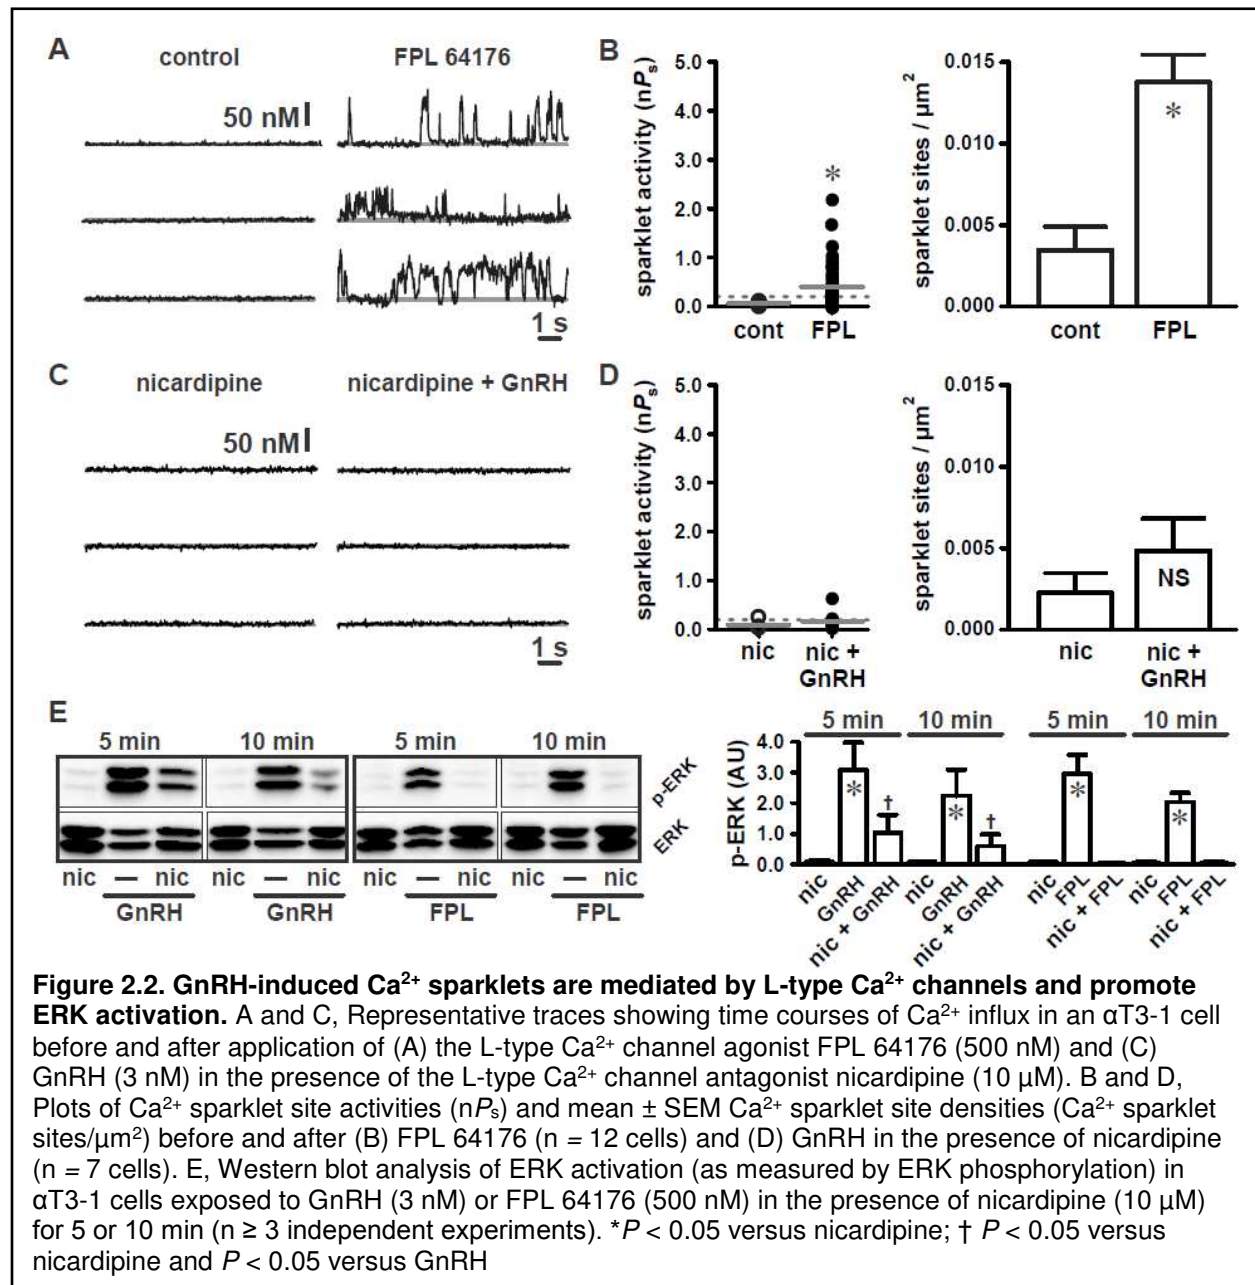 A
control
FPL 64176
50 nM
1 s
B
sparklet activity (nPₛ)
5.0
4.0
3.0
2.0
1.0
0.0
*
cont
FPL
sparklet sites / µm²
0.015
0.010
0.005
0.000
*
cont
FPL
C
nicardipine
nicardipine + GnRH
50 nM
1 s
D
sparklet activity (nPₛ)
5.0
4.0
3.0
2.0
1.0
0.0
nic
nic +
GnRH
sparklet sites / µm²
0.015
0.010
0.005
0.000
NS
nic
nic +
GnRH
E
5 min
10 min
5 min
10 min
p-ERK
ERK
nic — nic
nic — nic
nic — nic
nic — nic
GnRH
GnRH
FPL
FPL
5 min
10 min
5 min
10 min
p-ERK (AU)
4.0
3.0
2.0
1.0
0.0
*
†
*
†
*
*
nic
GnRH
nic + GnRH
nic
GnRH
nic + GnRH
nic
FPL
nic + FPL
nic
FPL
nic + FPL
Figure 2.2. GnRH-induced Ca²⁺ sparklets are mediated by L-type Ca²⁺ channels and promote
ERK activation. A and C, Representative traces showing time courses of Ca²⁺ influx in an αT3-1 cell
before and after application of (A) the L-type Ca²⁺ channel agonist FPL 64176 (500 nM) and (C)
GnRH (3 nM) in the presence of the L-type Ca²⁺ channel antagonist nicardipine (10 µM). B and D,
Plots of Ca²⁺ sparklet site activities (nPₛ) and mean ± SEM Ca²⁺ sparklet site densities (Ca²⁺ sparklet
sites/µm²) before and after (B) FPL 64176 (n = 12 cells) and (D) GnRH in the presence of nicardipine
(n = 7 cells). E, Western blot analysis of ERK activation (as measured by ERK phosphorylation) in
αT3-1 cells exposed to GnRH (3 nM) or FPL 64176 (500 nM) in the presence of nicardipine (10 µM)
for 5 or 10 min (n ≥ 3 independent experiments). *P < 0.05 versus nicardipine; † P < 0.05 versus
nicardipine and P < 0.05 versus GnRH